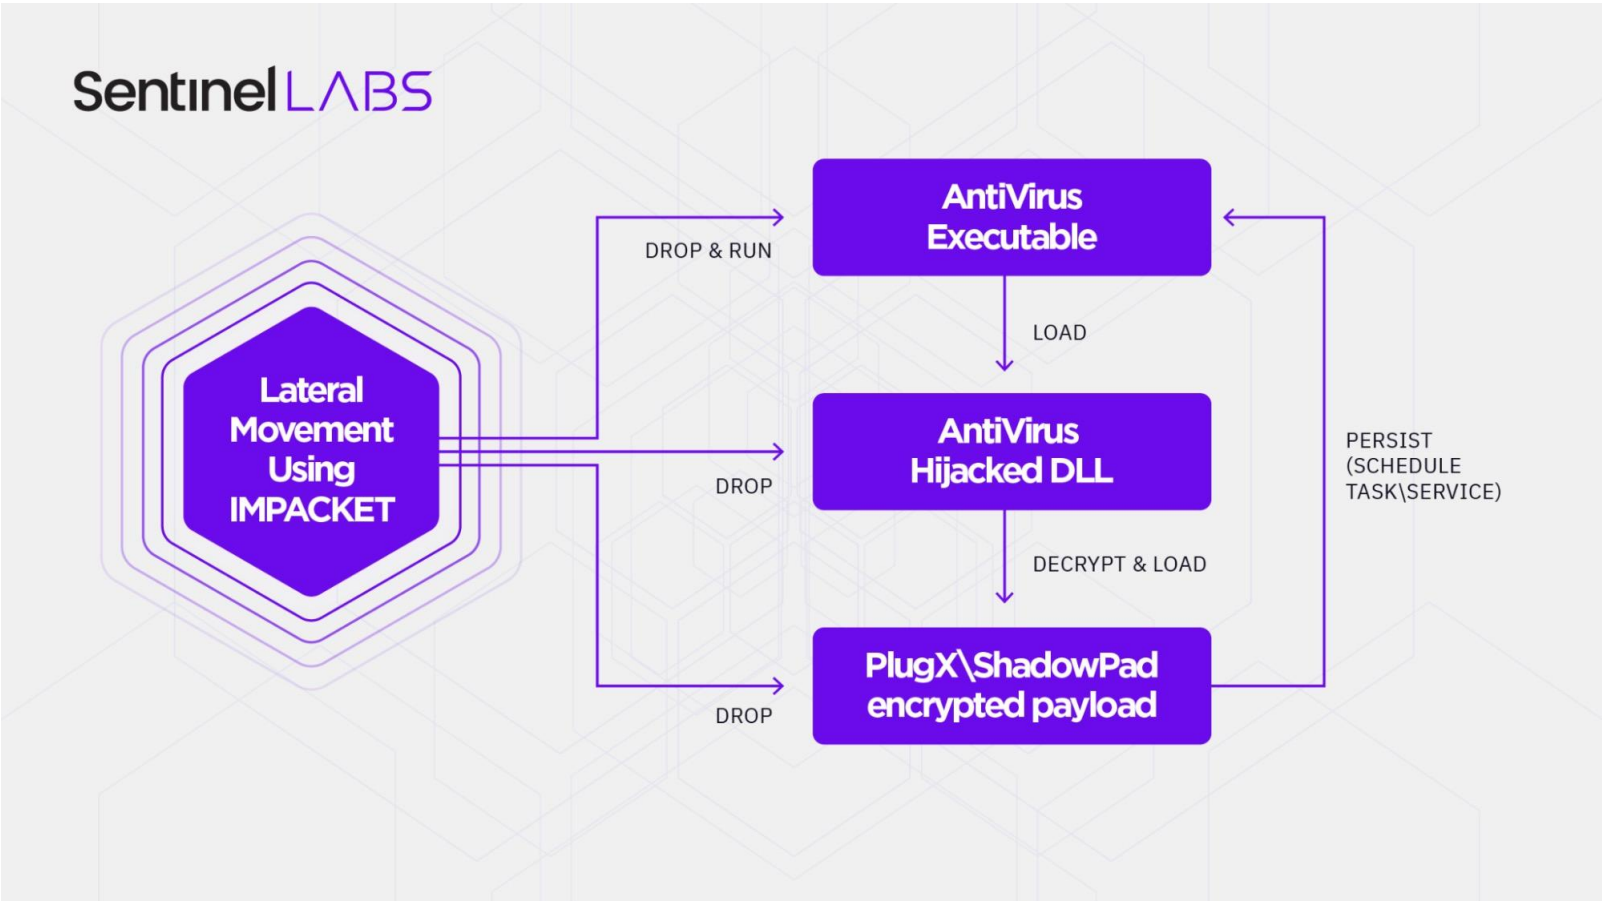 SentinelLABS
AntiVirus
Executable
DROP & RUN
LOAD
Lateral
Movement
Using
IMPACKET
AntiVirus
Hijacked DLL
DROP
PERSIST
(SCHEDULE
TASK\SERVICE)
DECRYPT & LOAD
PlugX\ShadowPad
encrypted payload
DROP